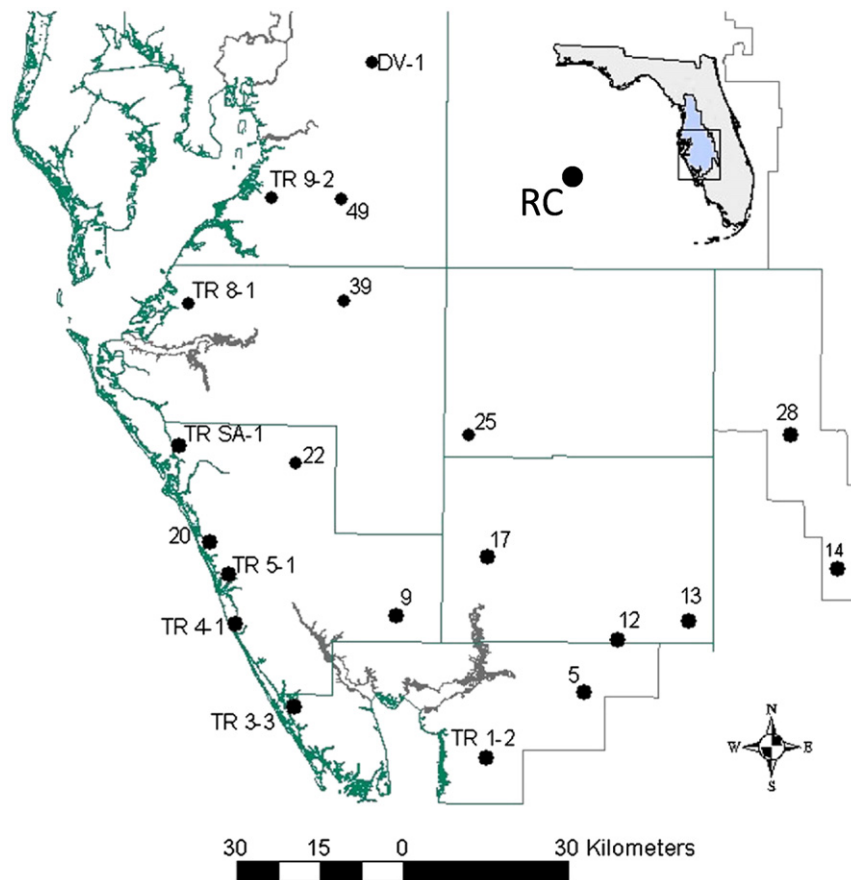 DV-1
TR 9-2
49
RC
TR 8-1
39
25
28
TR SA-1
22
20
17
14
TR 5-1
9
13
TR 4-1
12
5
TR 3-3
TR 1-2
N
W E
S
30 15 0 30 Kilometers